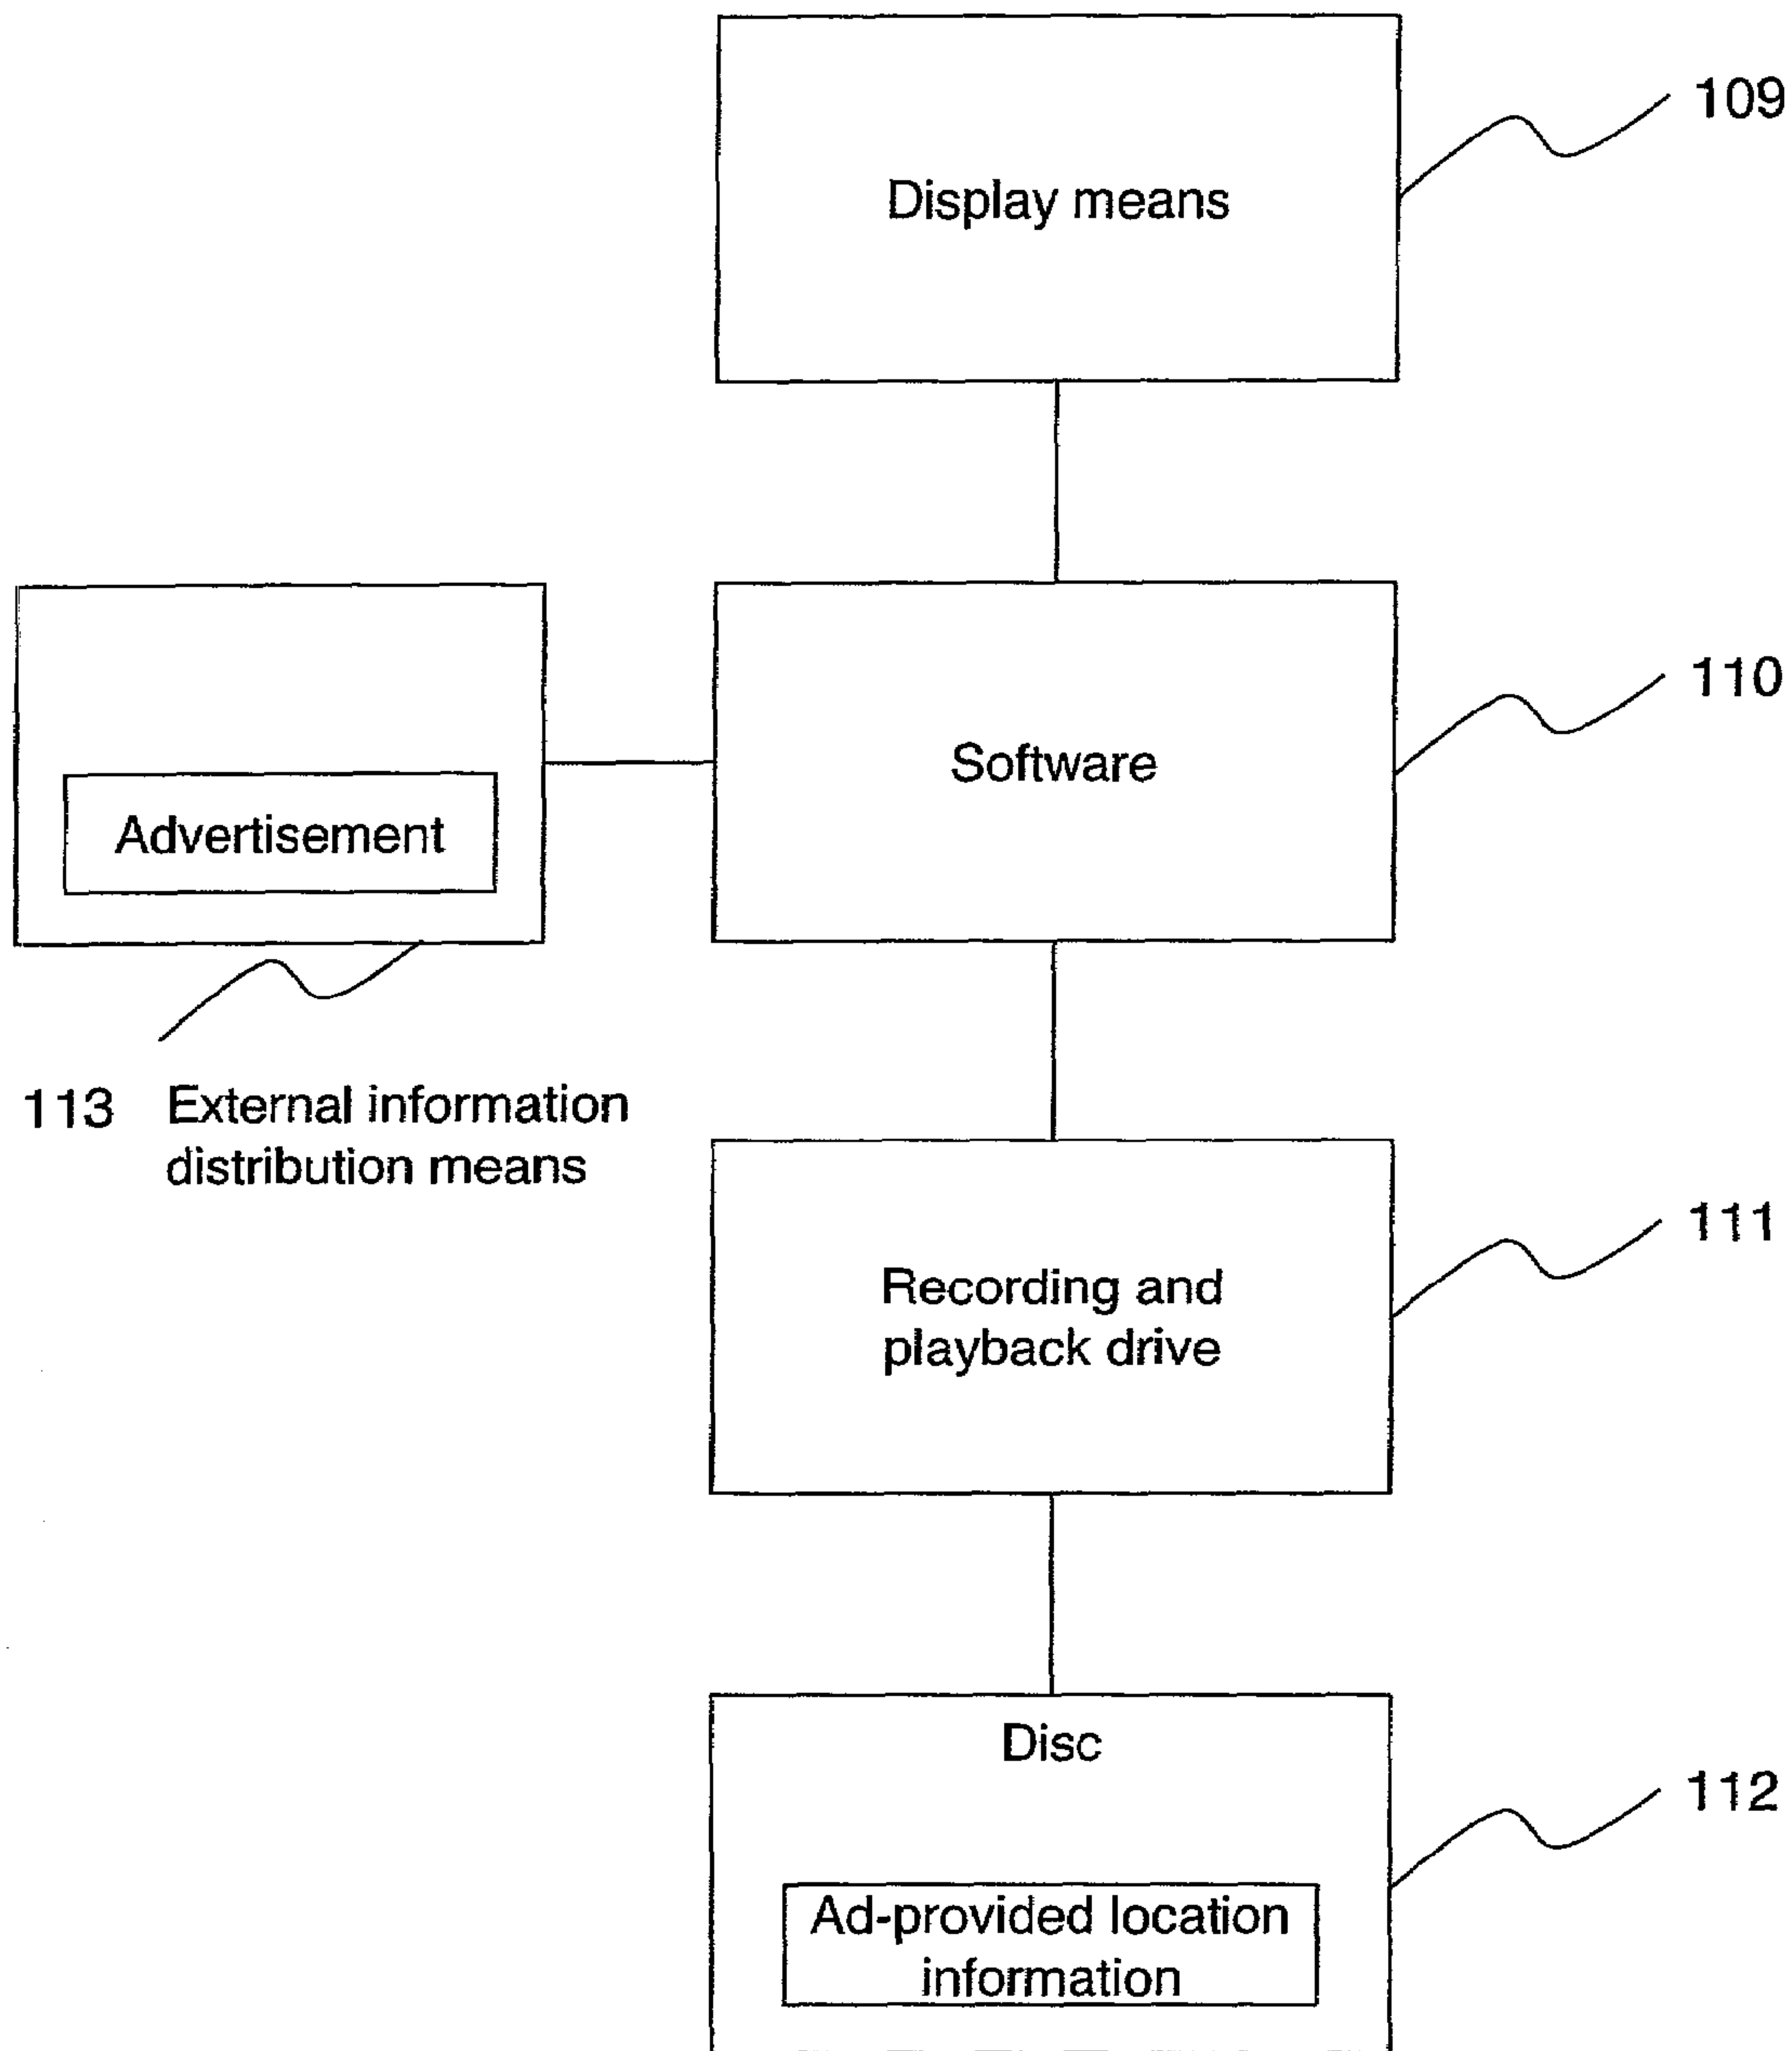 109
Display means
110
Software
Advertisement
113 External information
distribution means
111
Recording and
playback drive
Disc
112
Ad-provided location
information